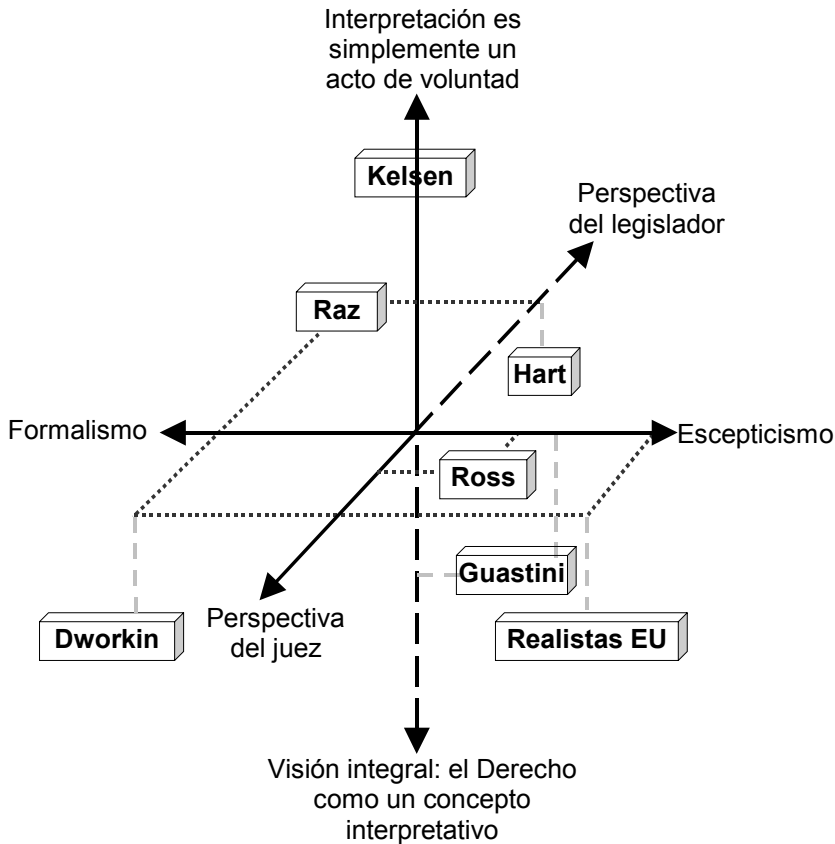 Interpretación es
simplemente un
acto de voluntad
Kelsen
Perspectiva
del legislador
Raz
Hart
Formalismo
Escepticismo
Ross
Guastini
Perspectiva
del juez
Dworkin
Realistas EU
Visión integral: el Derecho
como un concepto
interpretativo